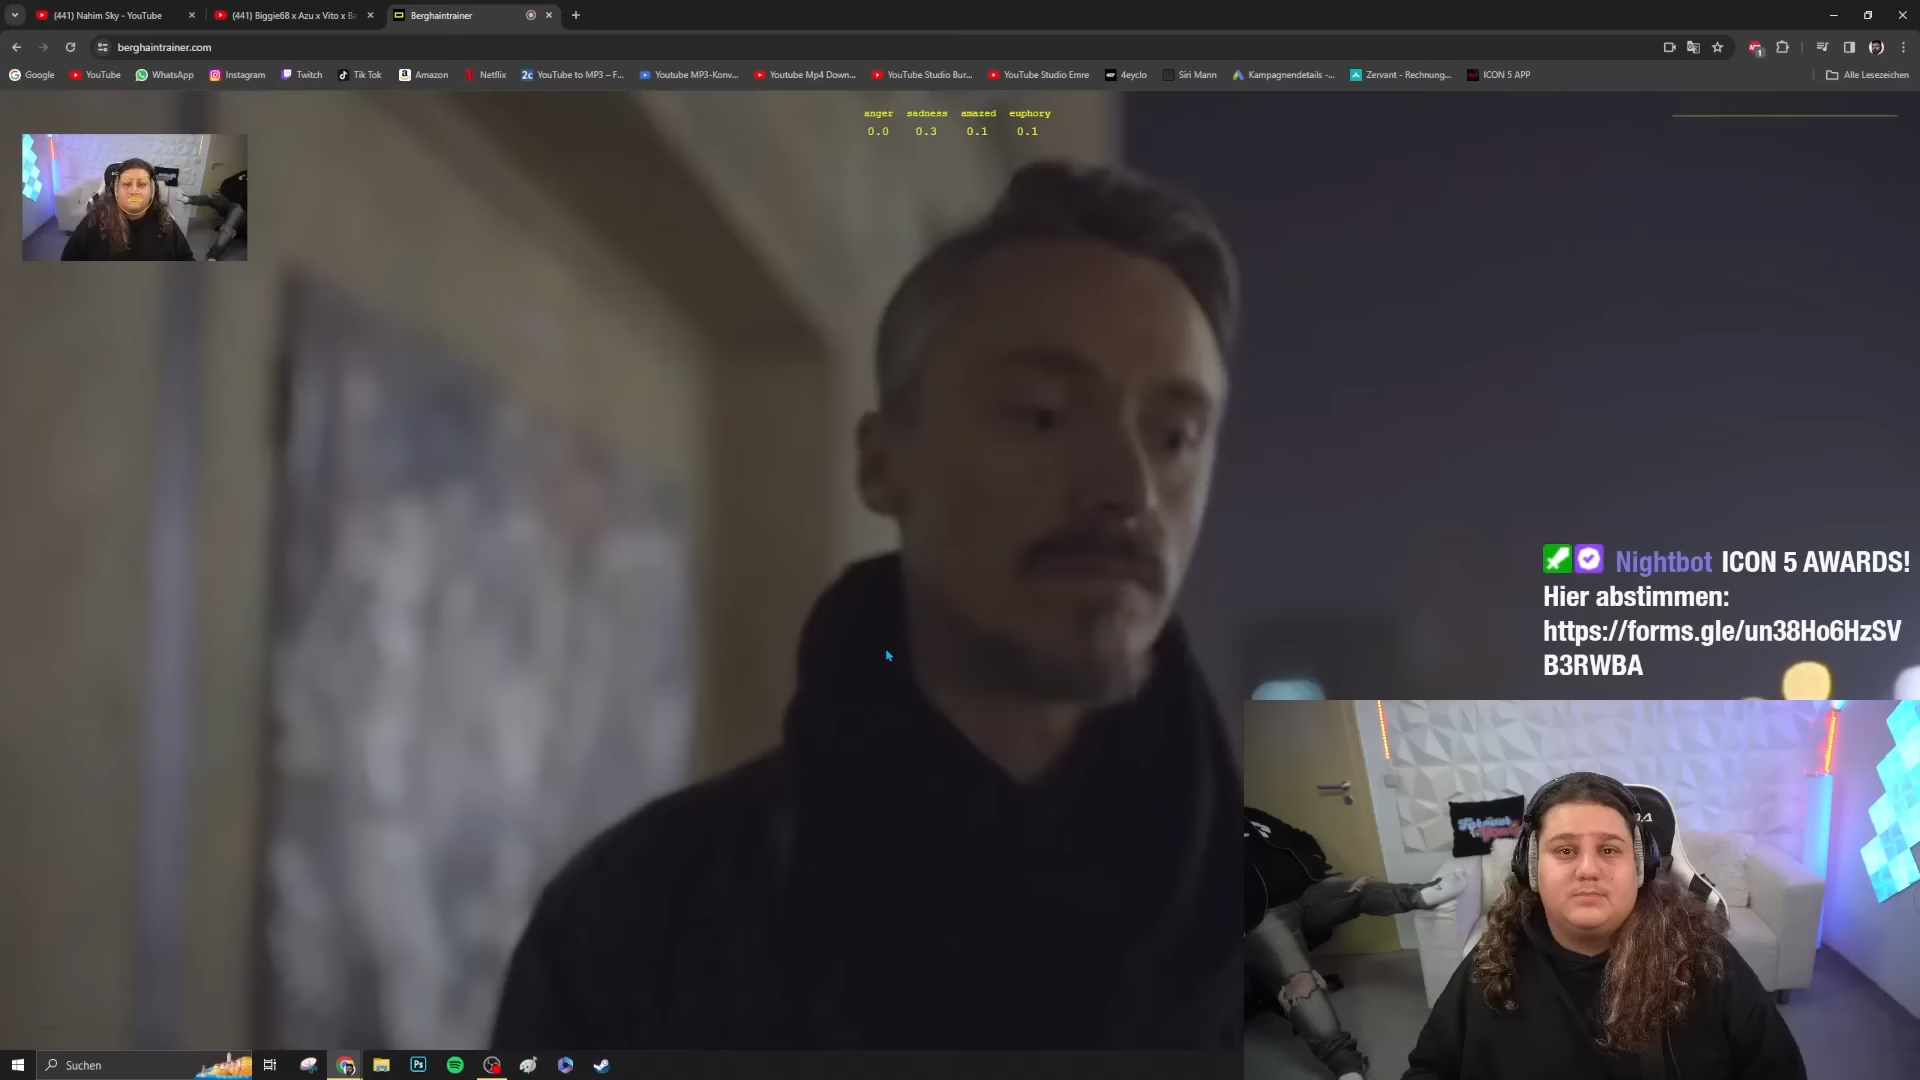 (441) Nahim Sky - YouTube
(441) Biggie68 x Azu x Vito x Ba
Berghaintrainer
berghaintrainer.com
Google
YouTube
WhatsApp
Instagram
Twitch
Tik Tok
Amazon
Netflix
YouTube to MP3 – F...
Youtube MP3-Konv...
Youtube Mp4 Down...
YouTube Studio Bur...
YouTube Studio Emre
4eyclo
Siri Mann
Kampagnendetails -...
Zervant - Rechnung...
ICON 5 APP
Alle Lesezeichen
anger sadness amazed euphory
0.0 0.3 0.1 0.1
Nightbot ICON 5 AWARDS!
Hier abstimmen:
https://forms.gle/un38Ho6HzSV
B3RWBA
Suchen
Ps